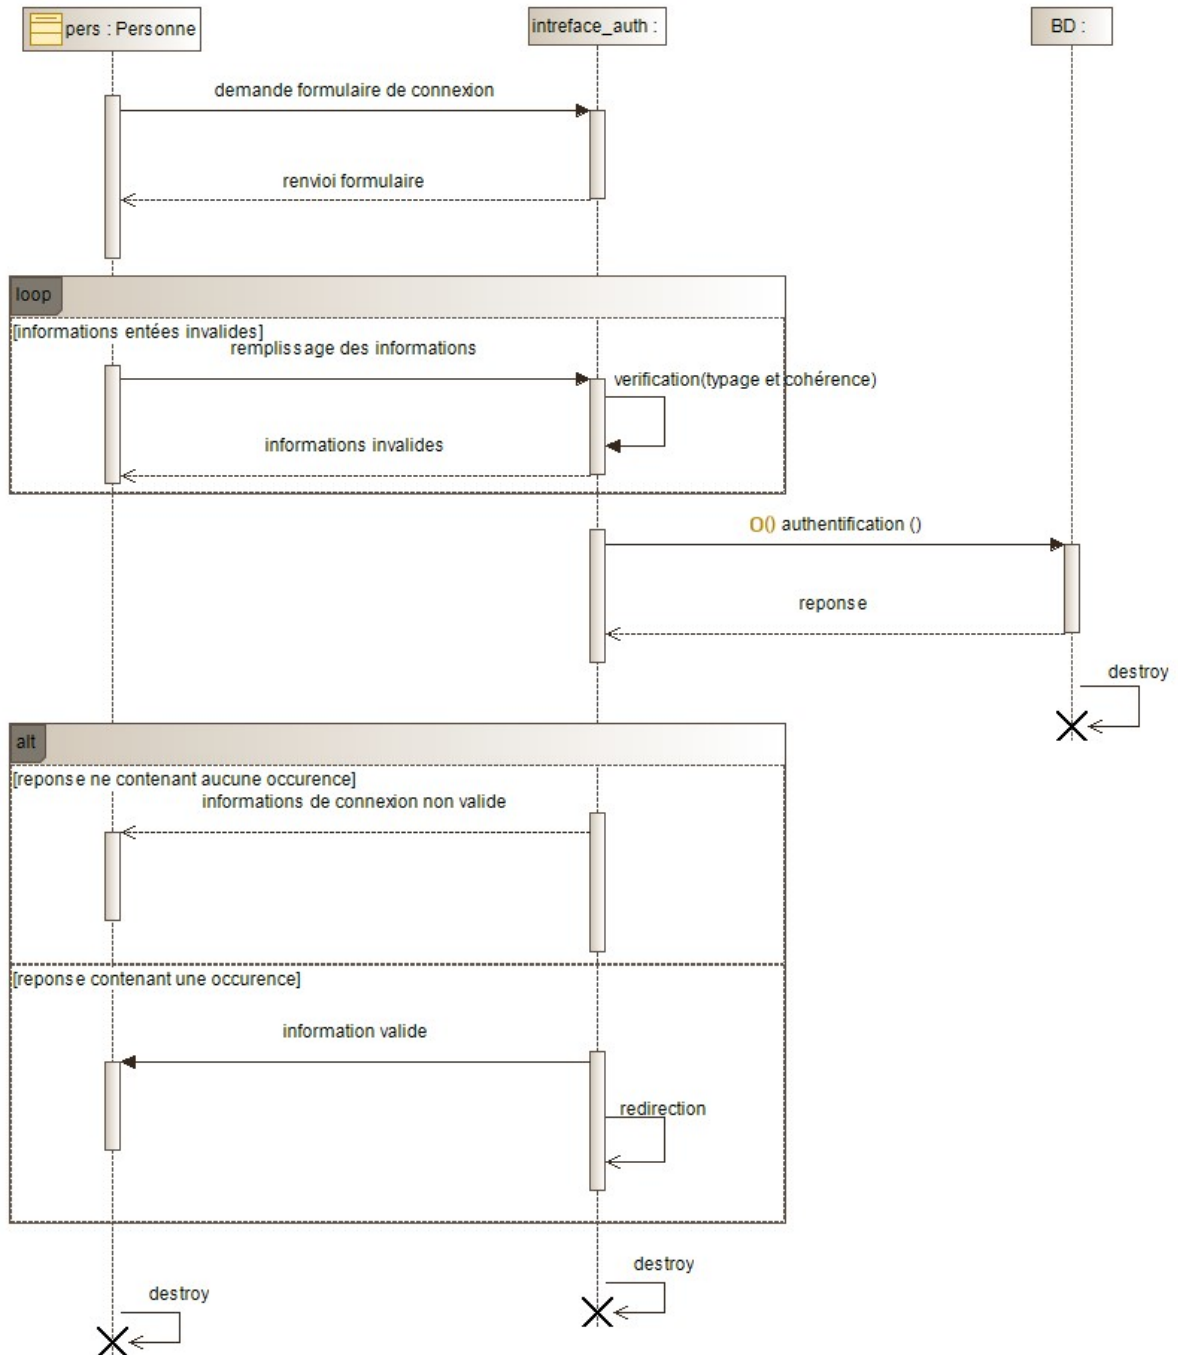 pers : Personne
intreface_auth :
BD :
demande formulaire de connexion
renvioi formulaire
loop
[informations entées invalides]
remplissage des informations
verification(typage et cohérence)
informations invalides
O() authentification ()
reponse
destroy
alt
[reponse ne contenant aucune occurence]
informations de connexion non valide
[reponse contenant une occurence]
information valide
redirection
destroy
destroy